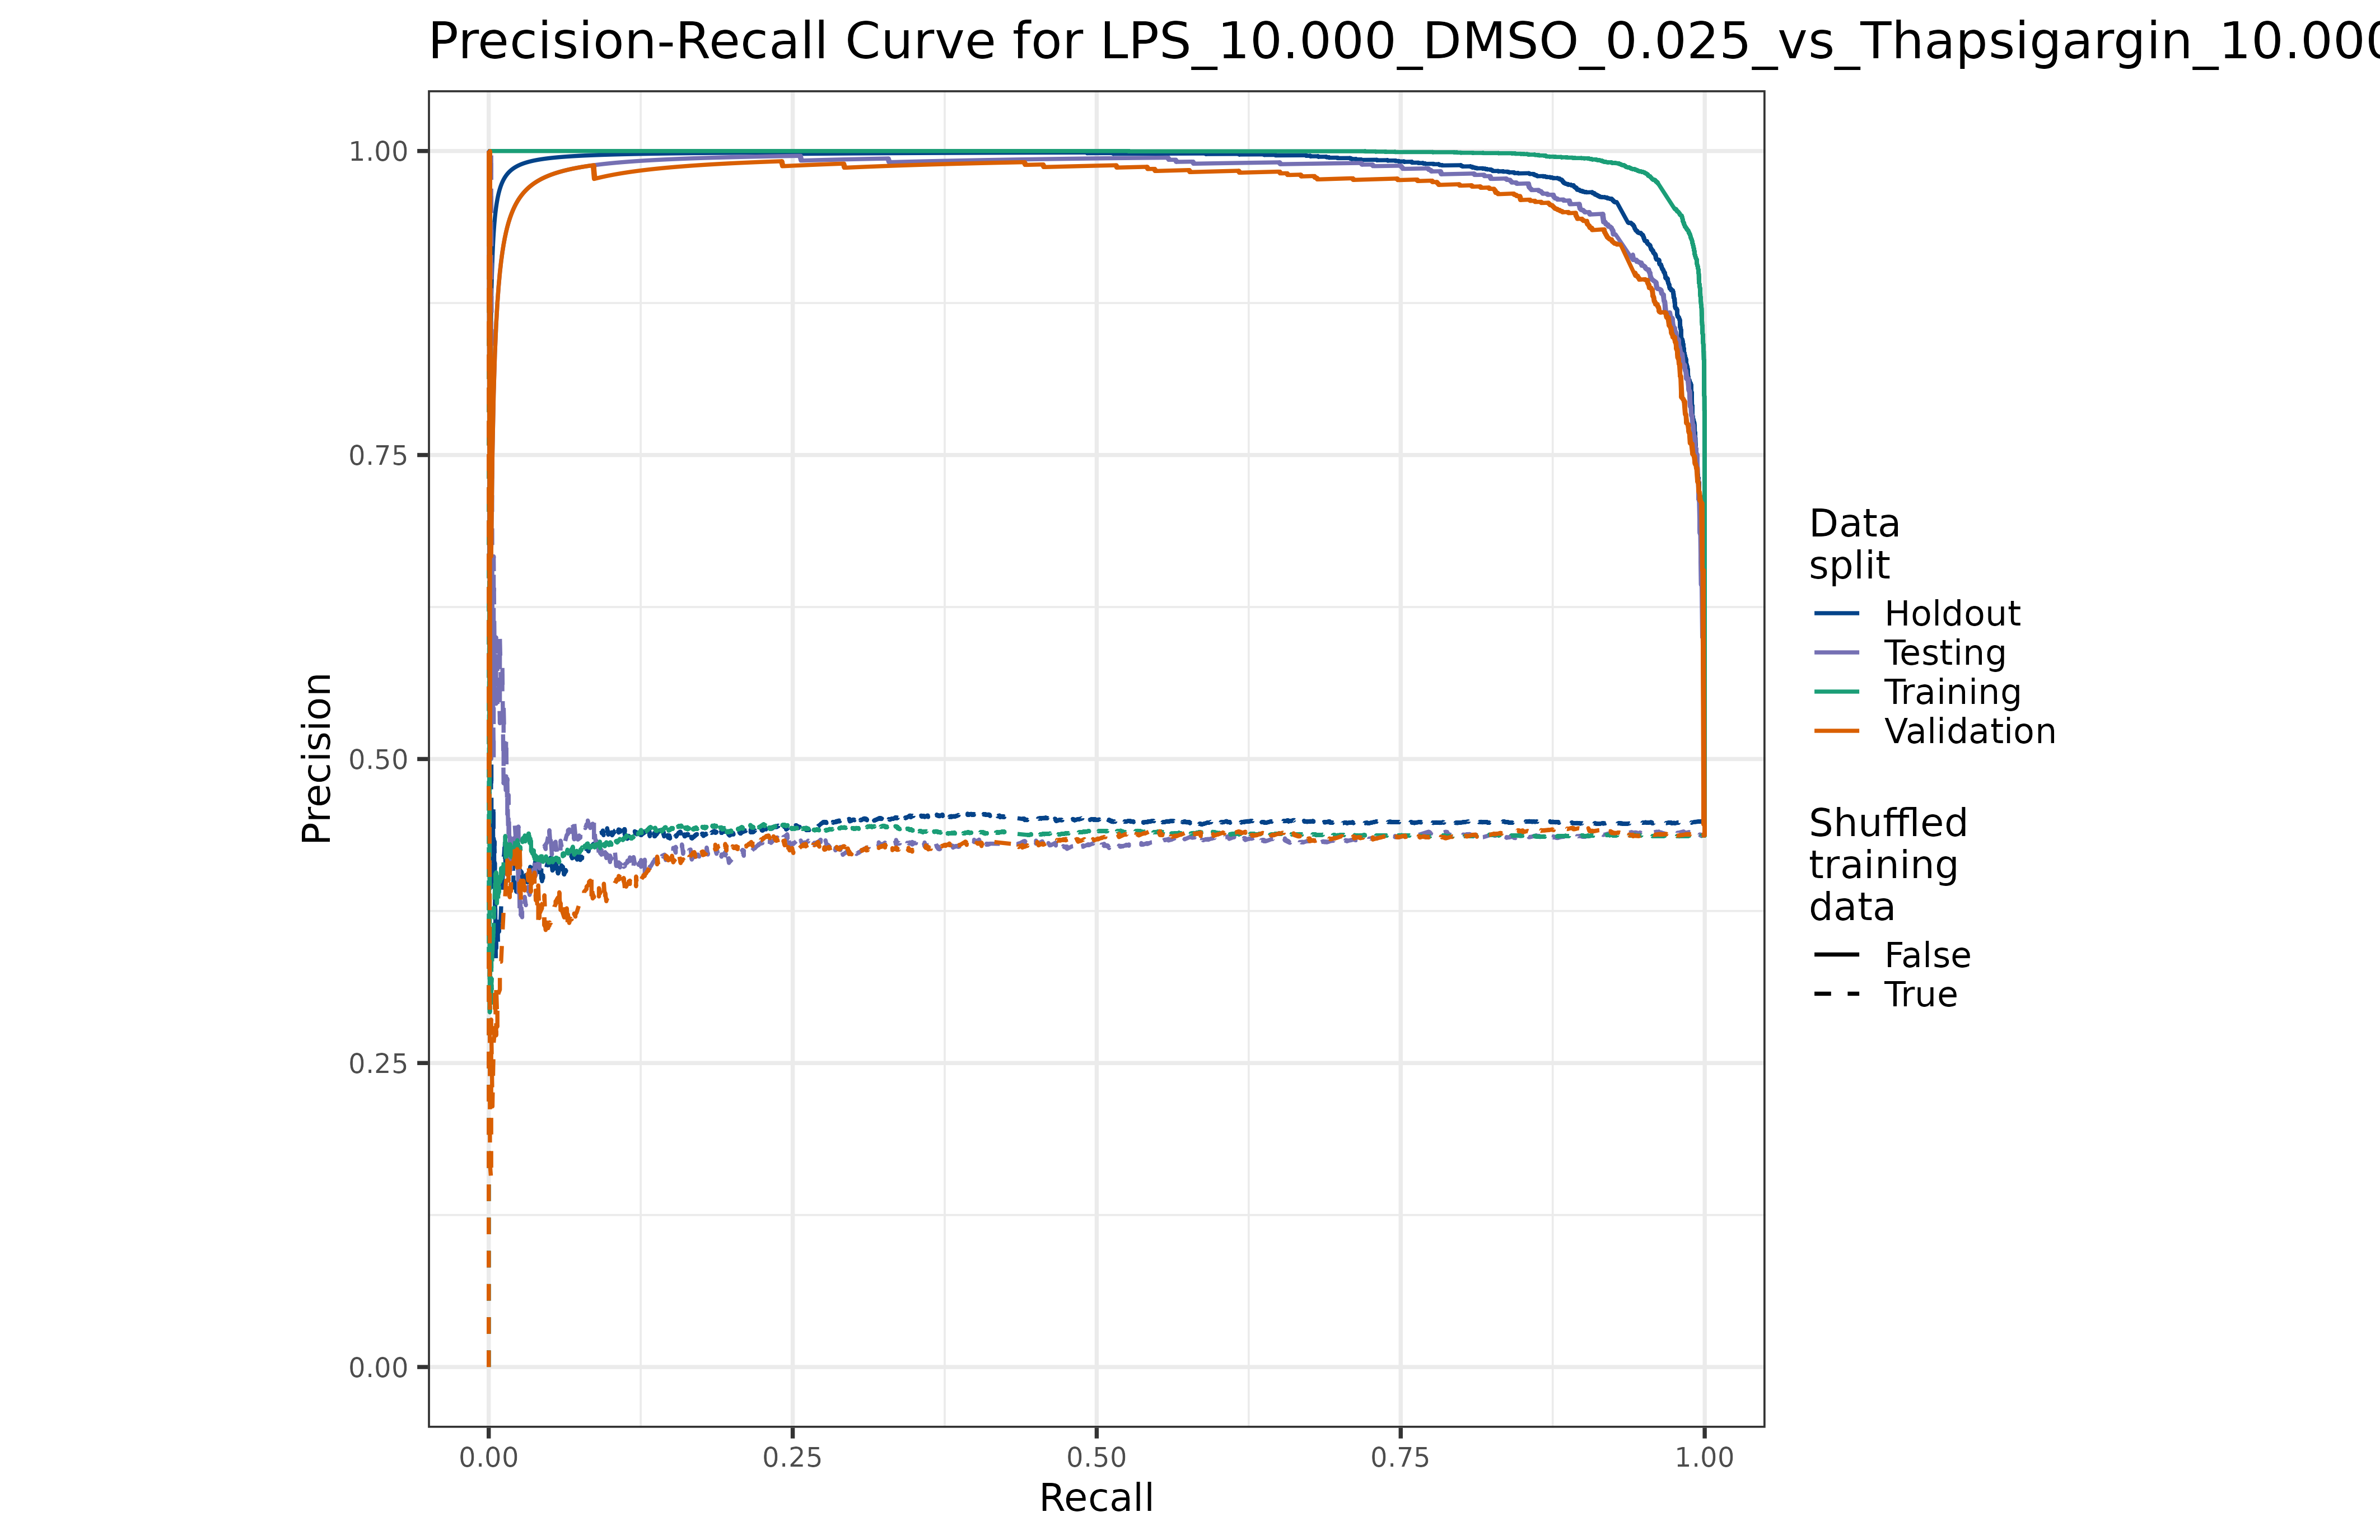 Precision-Recall Curve for LPS_10.000_DMSO_0.025_vs_Thapsigargin_10.000
1.00
0.75
0.50
0.25
0.00
Precision
0.00 0.25 0.50 0.75 1.00
Recall
Data
split
Holdout
Testing
Training
Validation
Shuffled
training
data
False
True